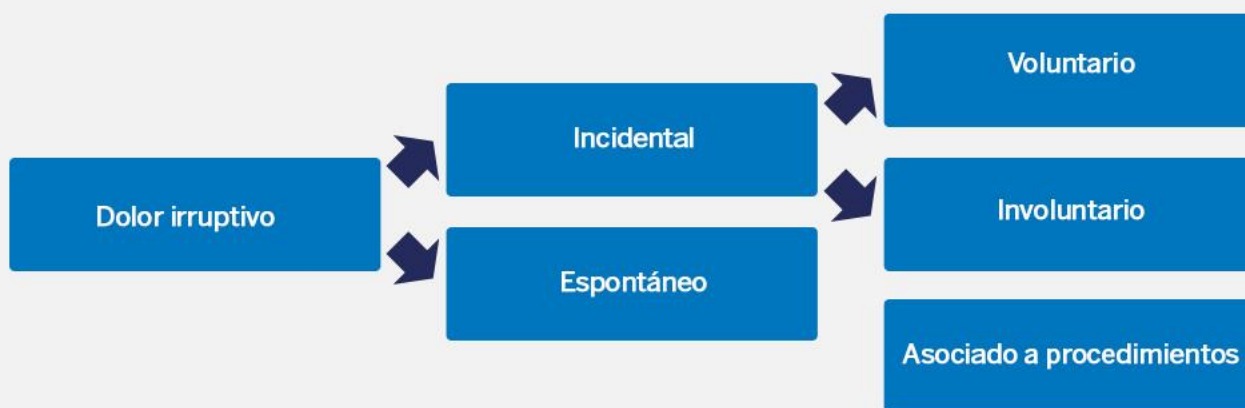 Dolor irruptivo
Incidental
Espontáneo
Voluntario
Involuntario
Asociado a procedimientos